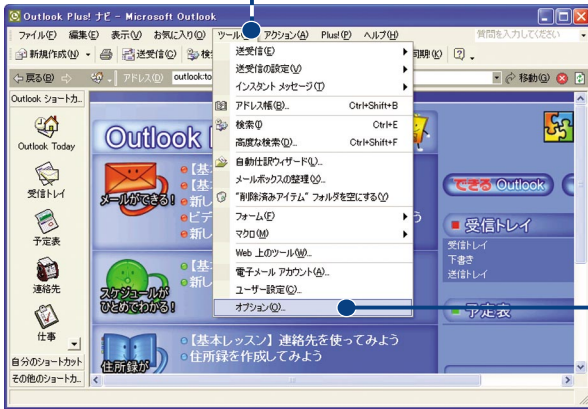 Outlook Plus! ナビ - Microsoft Outlook
ファイル(F) 編集(E) 表示(V) お気に入り(O) ツール(T) アクション(A) Plus!(P) ヘルプ(H) 質問を入力してください
新規作成(N) 送受信(C) 検
戻る(B) アドレス(D) outlook:to 移動(G)
Outlook ショートカ..
Outlook Today
受信トレイ
予定表
連絡先
仕事
自分のショートカット
その他のショートカ..
送受信(E)
送受信の設定(V)
インスタント メッセージ(T)
アドレス帳(B)... Ctrl+Shift+B
検索(I) Ctrl+E
高度な検索(D)... Ctrl+Shift+F
自動仕訳ウィザード(L)...
メールボックスの整理(X)...
"削除済みアイテム" フォルダを空にする(Y)
フォーム(F)
マクロ(M)
Web 上のツール(W)...
電子メール アカウント(A)...
ユーザー設定(C)...
オプション(O)...
Outlook
メールができる!
【基
【基
新し
ビデ
新し
スケジュールが
ひとめでわかる!
【基
新し
【基本レッスン】連絡先を使ってみよう
住所録を作成してみよう
住所録が
できる Outlook
受信トレイ
受信トレイ
下書き
送信トレイ
予定表